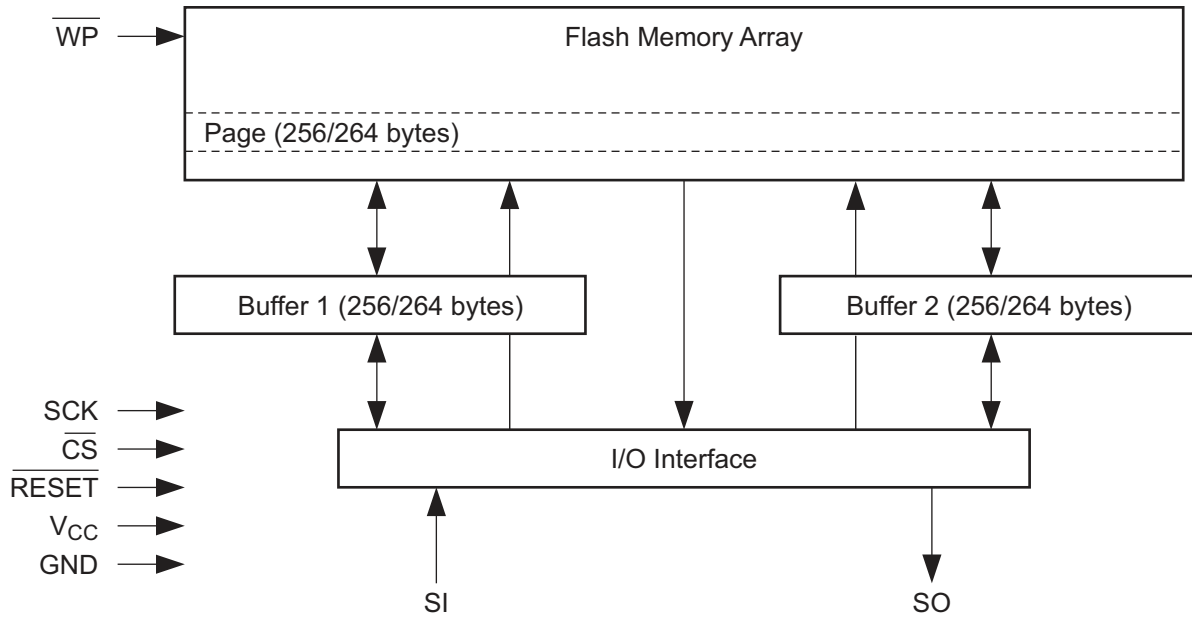 WP
Flash Memory Array
Page (256/264 bytes)
Buffer 1 (256/264 bytes)
Buffer 2 (256/264 bytes)
SCK
CS
RESET
VCC
GND
I/O Interface
SI
SO